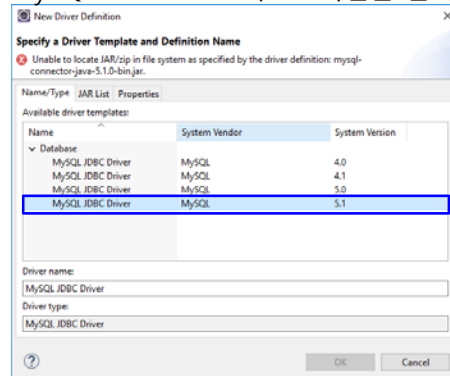 New Driver Definition
Specify a Driver Template and Definition Name
Unable to locate JAR/zip in file system as specified by the driver definition: mysql-
connector-java-5.1.0-bin.jar.
Name/Type JAR List Properties
Available driver templates:
Name System Vendor System Version
Database
MySQL JDBC Driver MySQL 4.0
MySQL JDBC Driver MySQL 4.1
MySQL JDBC Driver MySQL 5.0
MySQL JDBC Driver MySQL 5.1
Driver name:
MySQL JDBC Driver
Driver type:
MySQL JDBC Driver
OK Cancel